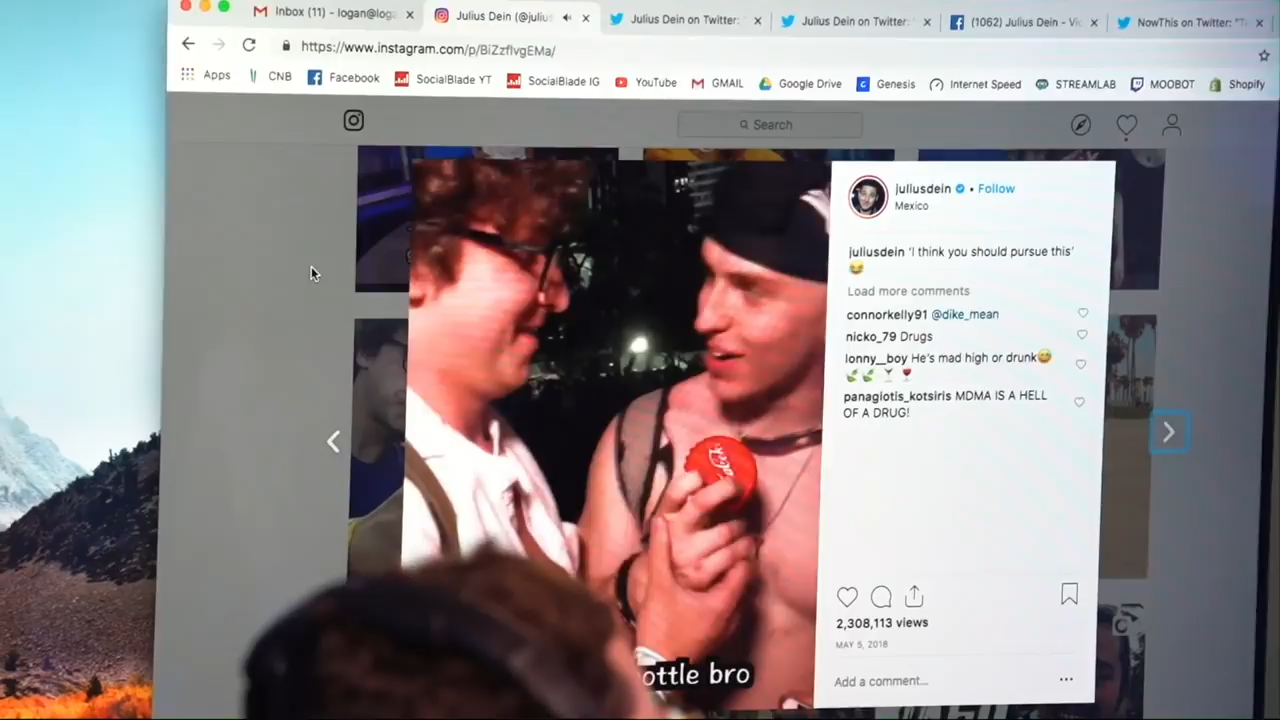 Inbox (11) - logan@loga
Julius Dein (@juliu
Julius Dein on Twitter:
Julius Dein on Twitter:
(1062) Julius Dein - Vi
NowThis on Twitter: "T
https://www.instagram.com/p/BiZzflvgEMa/
Apps
CNB
Facebook
SocialBlade YT
SocialBlade IG
YouTube
GMAIL
Google Drive
Genesis
Internet Speed
STREAMLAB
MOOBOT
Shopify
Search
juliusdein • Follow
Mexico
juliusdein 'I think you should pursue this'
😂
Load more comments
connorkelly91 @dike_mean
nicko_79 Drugs
lonny__boy He's mad high or drunk😅
🌿🌿🍸🍷
panagiotis_kotsiris MDMA IS A HELL
OF A DRUG!
ottle bro
2,308,113 views
MAY 5, 2018
Add a comment...